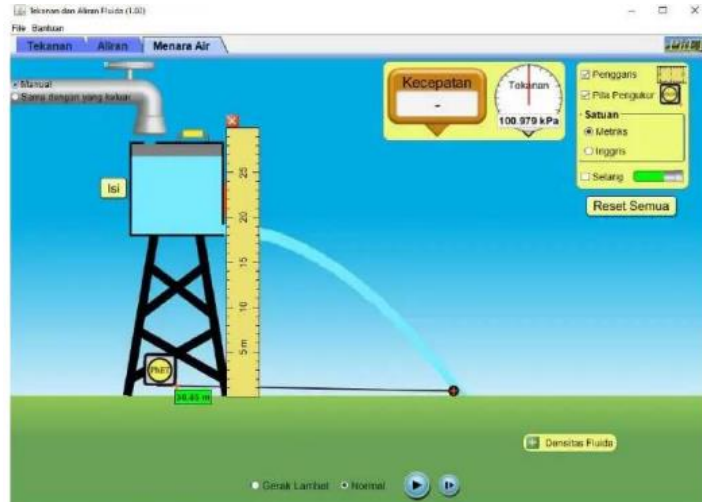 Tekanan dan Aliran Fluida (1.00)
File Bantuan
Tekanan Aliran Menara Air
Manual
Sama dengan yang keluar
Isi
Kecepatan
-
Tekanan
100.979 kPa
Penggaris
Pita Pengukur
Satuan
Metriks
Inggris
Selang
Reset Semua
25
20
15
10
5 m
PhET
Densitas Fluida
Gerak Lambat Normal